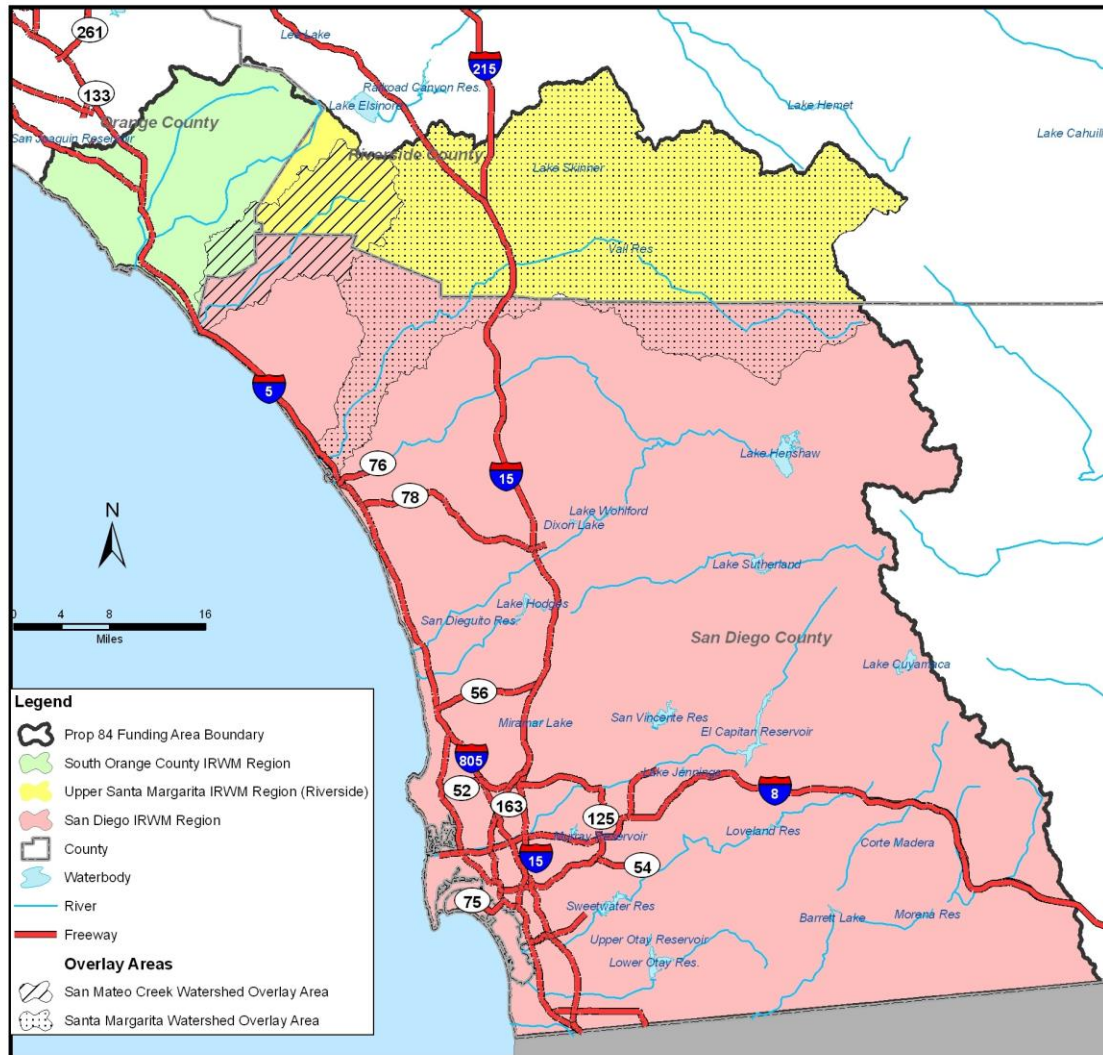 261
133
215
Lee Lake
Railroad Canyon Res.
Lake Elsinore
Lake Hemet
Orange County
San Joaquin Reservoir
Riverside County
Lake Cahuill
Lake Skinner
Vail Res
5
76
15
78
Lake Henshaw
Lake Wohlford
Dixon Lake
N
Lake Sutherland
Lake Hodges
San Dieguito Res.
0 4 8 16
Miles
San Diego County
Lake Cuyamaca
56
Miramar Lake
San Vincente Res
El Capitan Reservoir
805
Lake Jennings
52
163
8
125
Murray Reservoir
Loveland Res
Corte Madera
15
54
75
Sweetwater Res
Barrett Lake
Morena Res
Upper Otay Reservoir
Lower Otay Res.
Legend
Prop 84 Funding Area Boundary
South Orange County IRWM Region
Upper Santa Margarita IRWM Region (Riverside)
San Diego IRWM Region
County
Waterbody
River
Freeway
Overlay Areas
San Mateo Creek Watershed Overlay Area
Santa Margarita Watershed Overlay Area